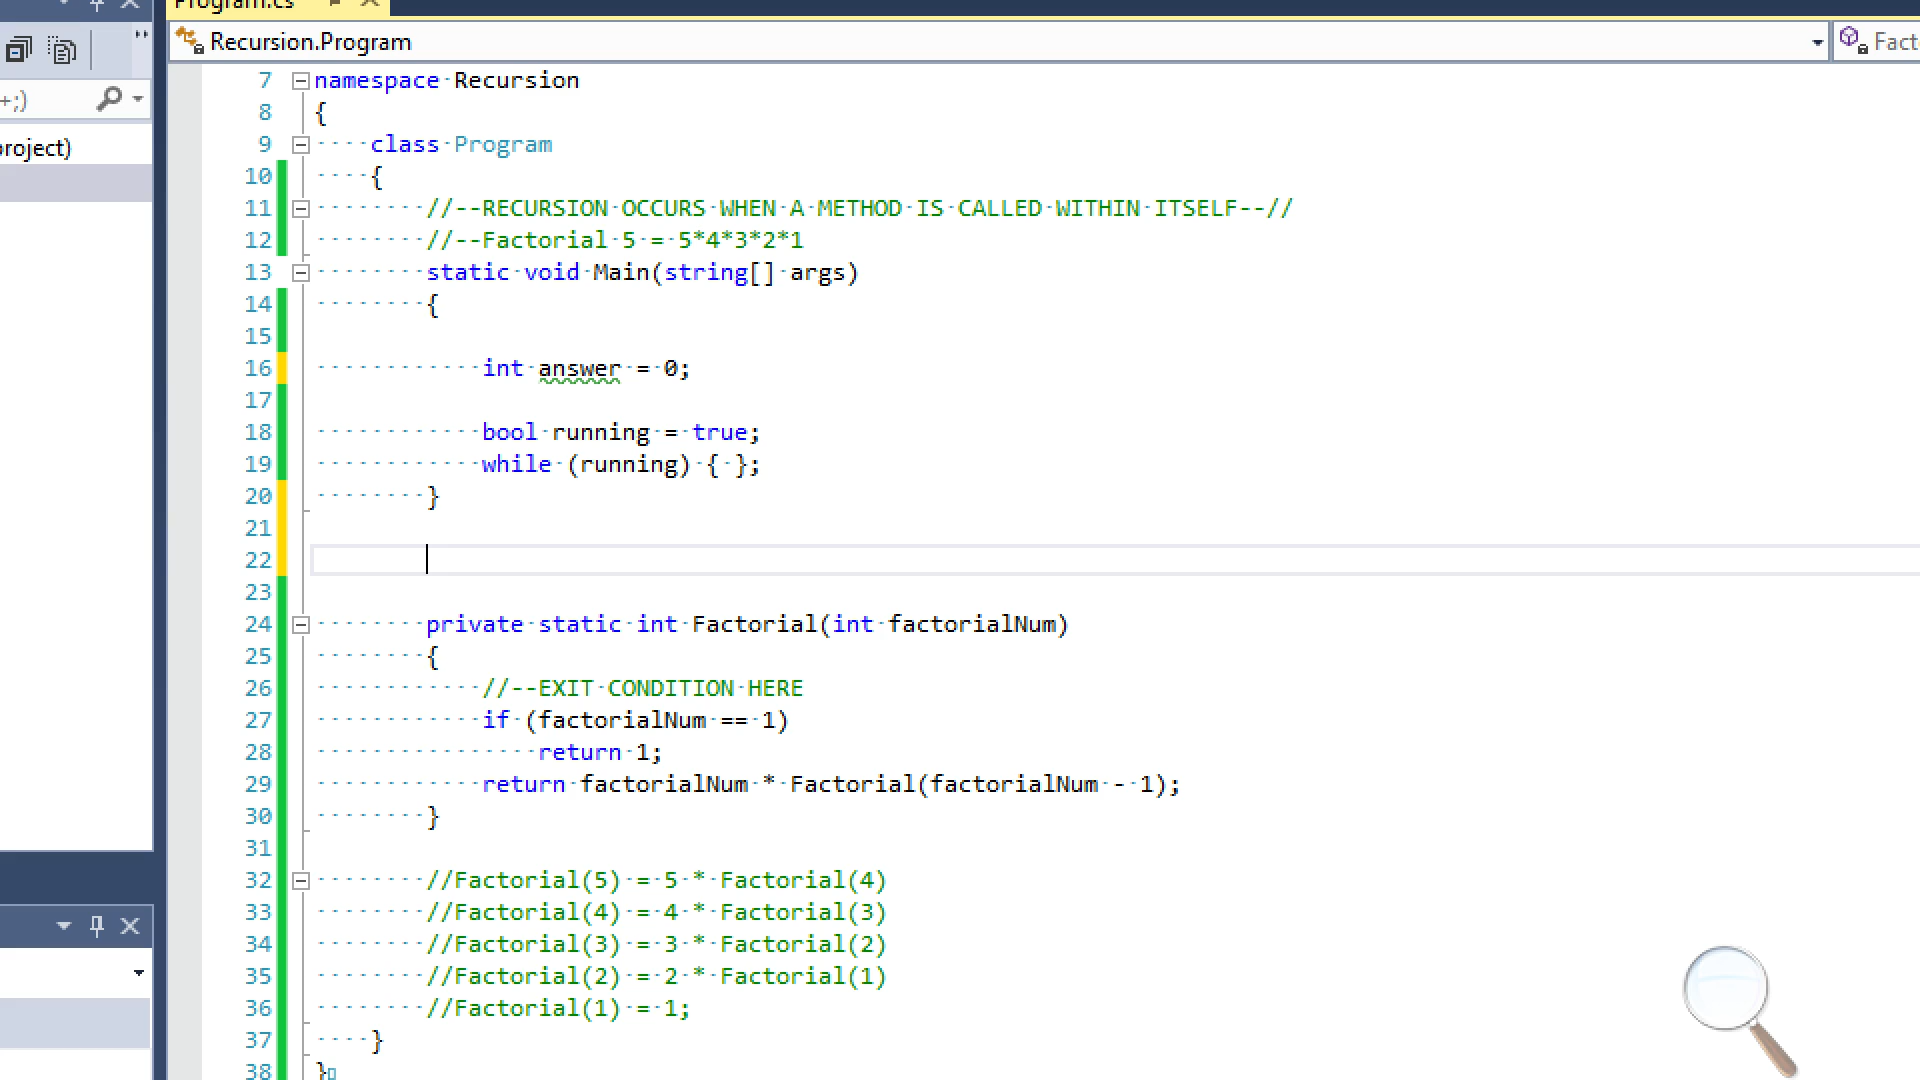 Program.cs
Recursion.Program
Fact
+;)
project)
7 namespace Recursion
8 {
9 class Program
10 {
11 //--RECURSION OCCURS WHEN A METHOD IS CALLED WITHIN ITSELF--//
12 //--Factorial 5 = 5*4*3*2*1
13 static void Main(string[] args)
14 {
15
16 int answer = 0;
17
18 bool running = true;
19 while (running) { };
20 }
21
22
23
24 private static int Factorial(int factorialNum)
25 {
26 //--EXIT CONDITION HERE
27 if (factorialNum == 1)
28 return 1;
29 return factorialNum * Factorial(factorialNum - 1);
30 }
31
32 //Factorial(5) = 5 * Factorial(4)
33 //Factorial(4) = 4 * Factorial(3)
34 //Factorial(3) = 3 * Factorial(2)
35 //Factorial(2) = 2 * Factorial(1)
36 //Factorial(1) = 1;
37 }
38 }